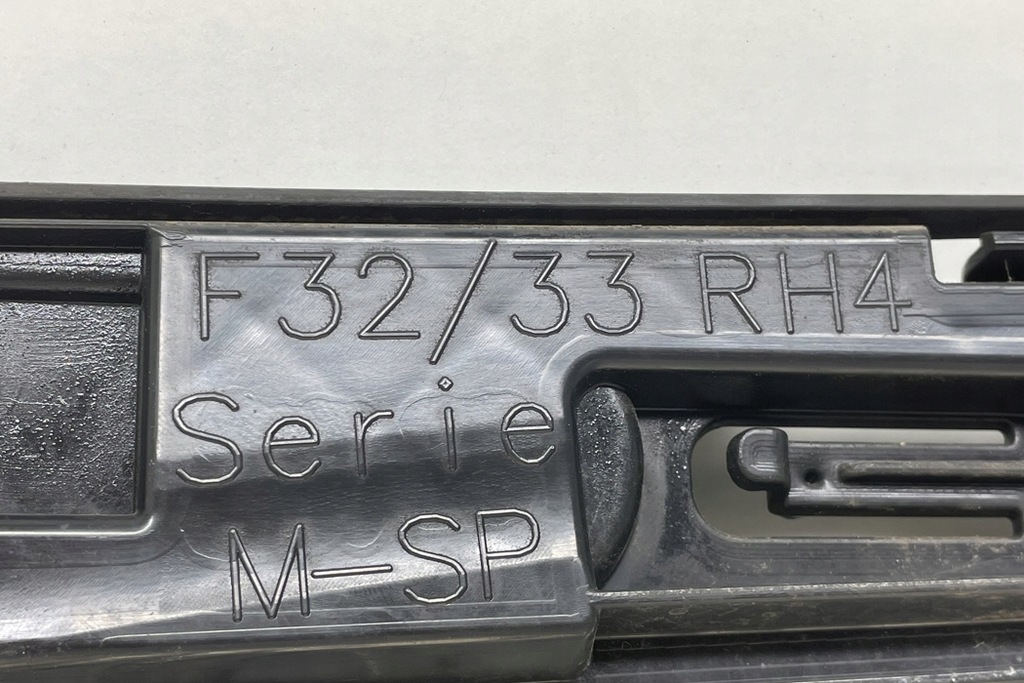 F32/33 RH4
Serie
M-SP